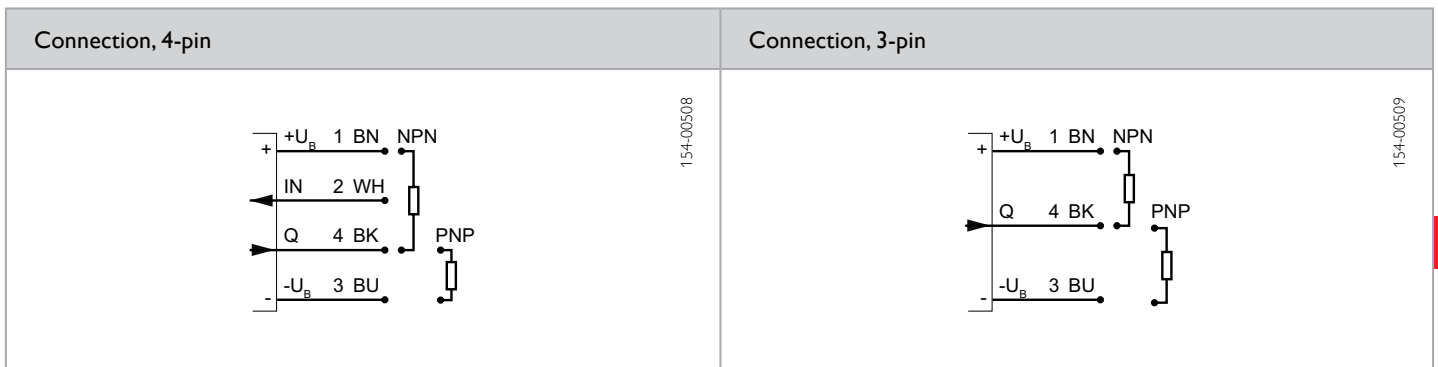 Connection, 4-pin
Connection, 3-pin
+U_B 1 BN NPN
+
IN 2 WH
Q 4 BK PNP
-U_B 3 BU
-
154-00508
+U_B 1 BN NPN
+
Q 4 BK PNP
-U_B 3 BU
-
154-00509